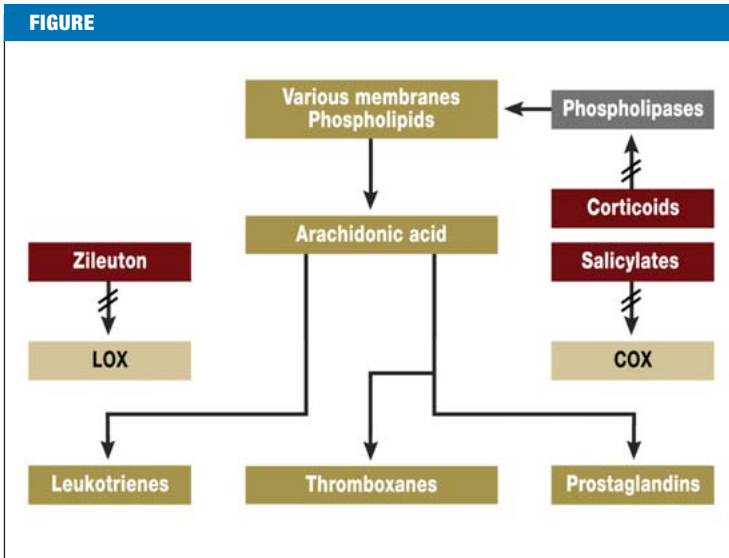 FIGURE
Various membranes
Phospholipids
Phospholipases
Corticoids
Arachidonic acid
Zileuton
Salicylates
LOX
COX
Leukotrienes
Thromboxanes
Prostaglandins